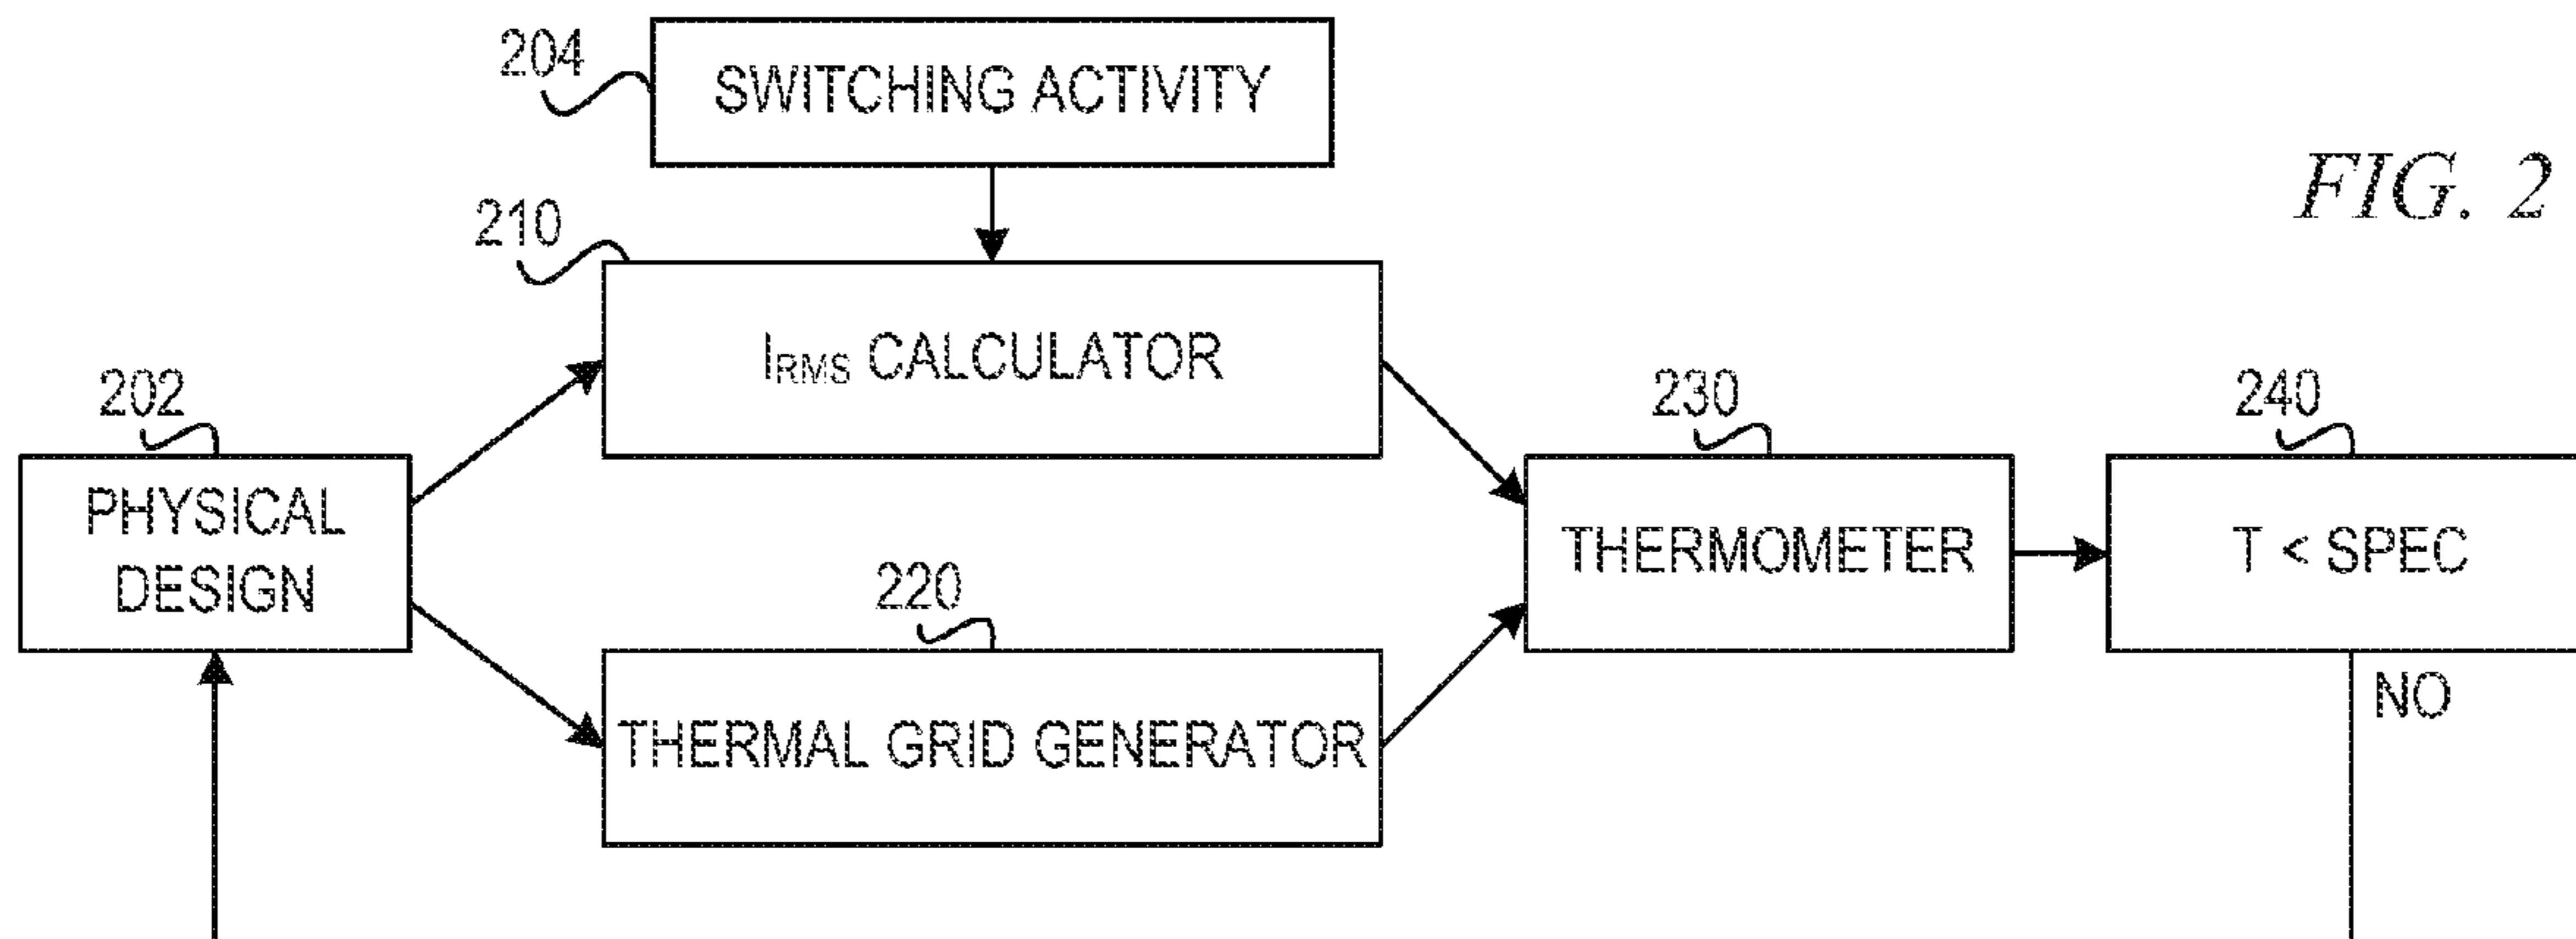 204
SWITCHING ACTIVITY
FIG. 2
210
IRMS CALCULATOR
202
PHYSICAL
DESIGN
230
THERMOMETER
240
T < SPEC
NO
220
THERMAL GRID GENERATOR